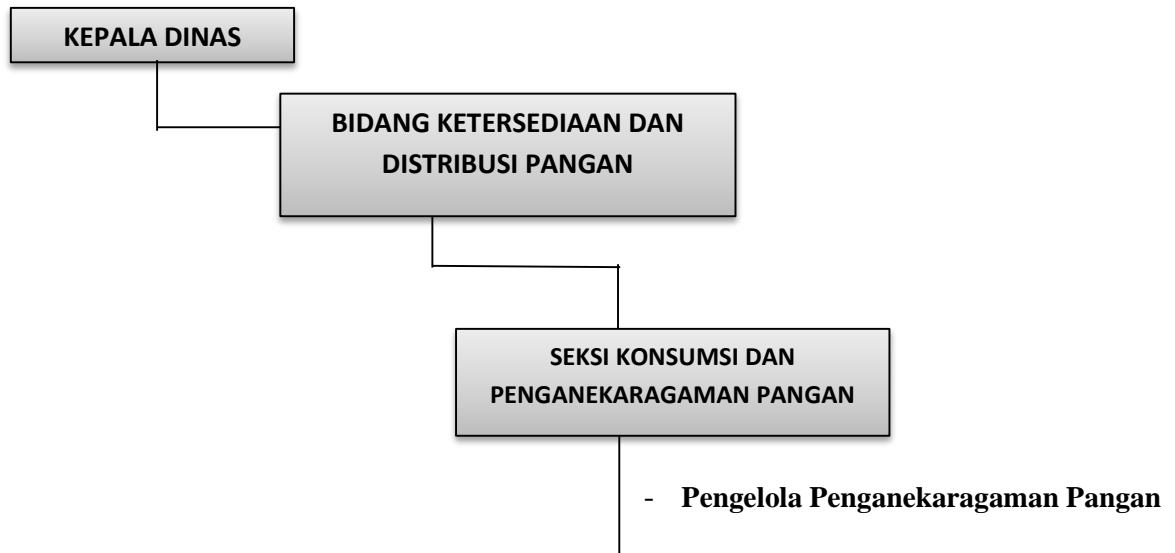 KEPALA DINAS
BIDANG KETERSEDIAAN DAN
DISTRIBUSI PANGAN
SEKSI KONSUMSI DAN
PENGANEKARAGAMAN PANGAN
- Pengelola Penganekaragaman Pangan